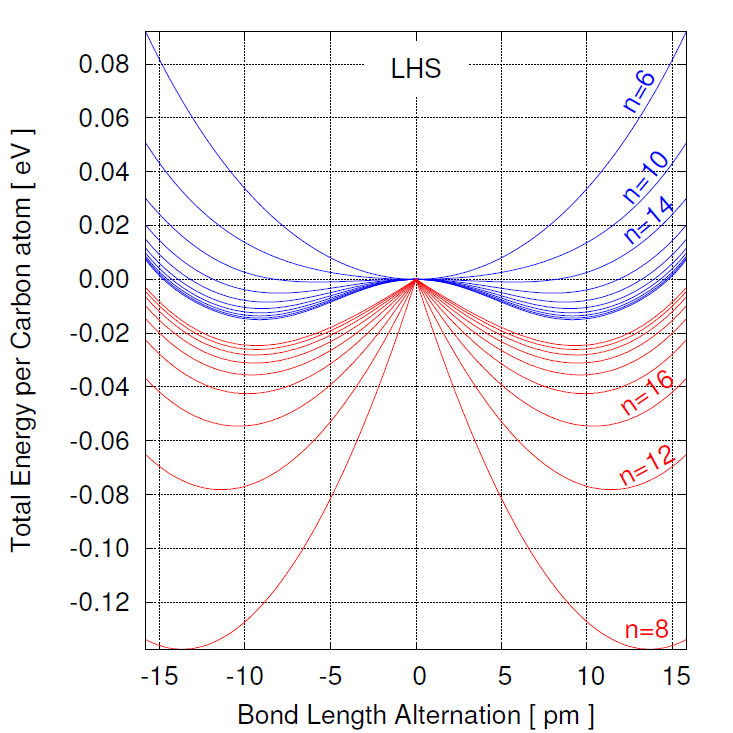 LHS
0.08
0.06
0.04
0.02
0.00
-0.02
-0.04
-0.06
-0.08
-0.10
-0.12
Total Energy per Carbon atom [ eV ]
n=6
n=10
n=14
n=16
n=12
n=8
-15 -10 -5 0 5 10 15
Bond Length Alternation [ pm ]